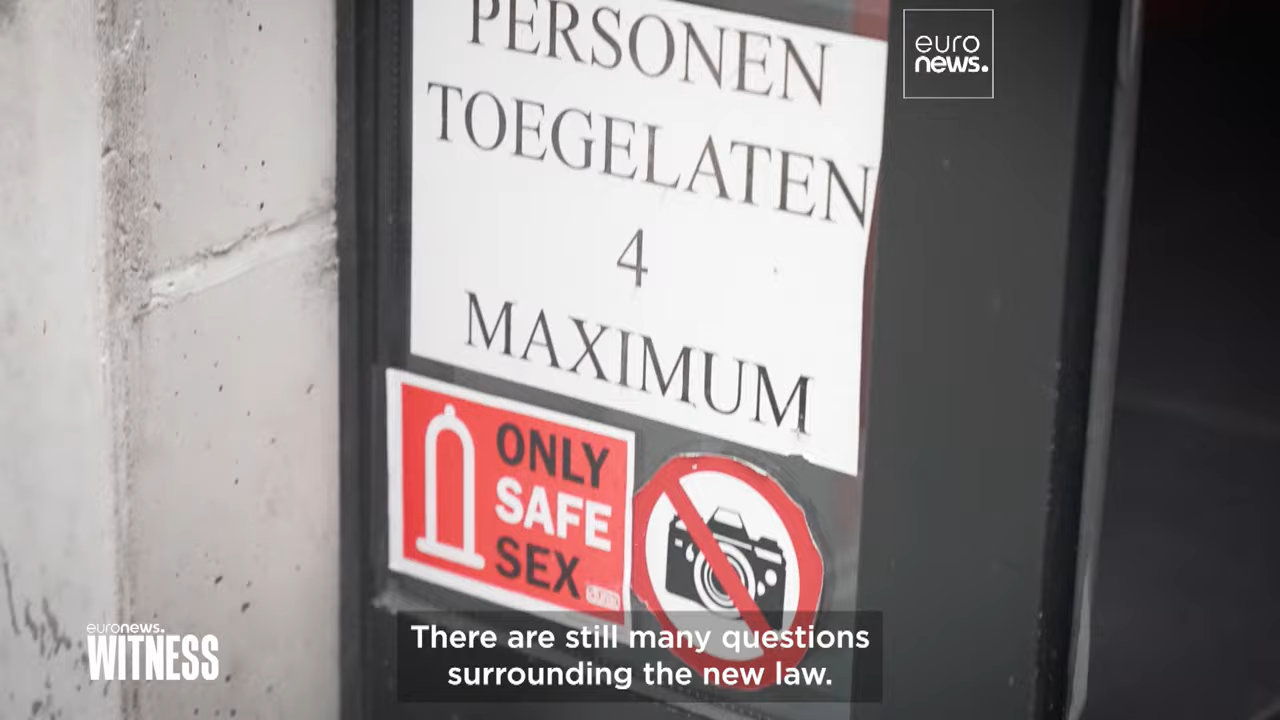 PERSONEN
TOEGELATEN
4
MAXIMUM
ONLY
SAFE
SEX
euro
news.
euronews.
WITNESS
There are still many questions
surrounding the new law.